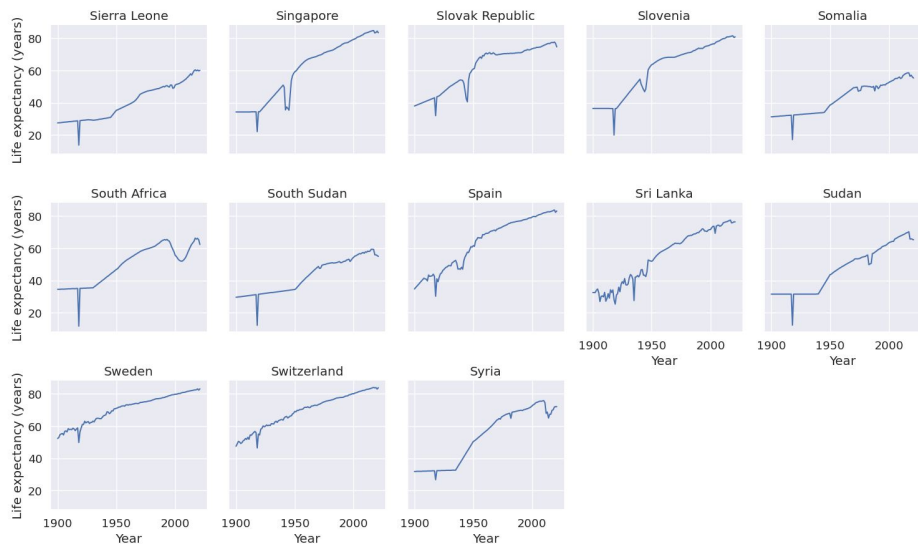 Sierra Leone Singapore Slovak Republic Slovenia Somalia
Life expectancy (years)
80
60
40
20
South Africa South Sudan Spain Sri Lanka Sudan
Life expectancy (years)
80
60
40
20
1900 1950 2000 1900 1950 2000
Year Year
Sweden Switzerland Syria
Life expectancy (years)
80
60
40
20
1900 1950 2000 1900 1950 2000 1900 1950 2000
Year Year Year